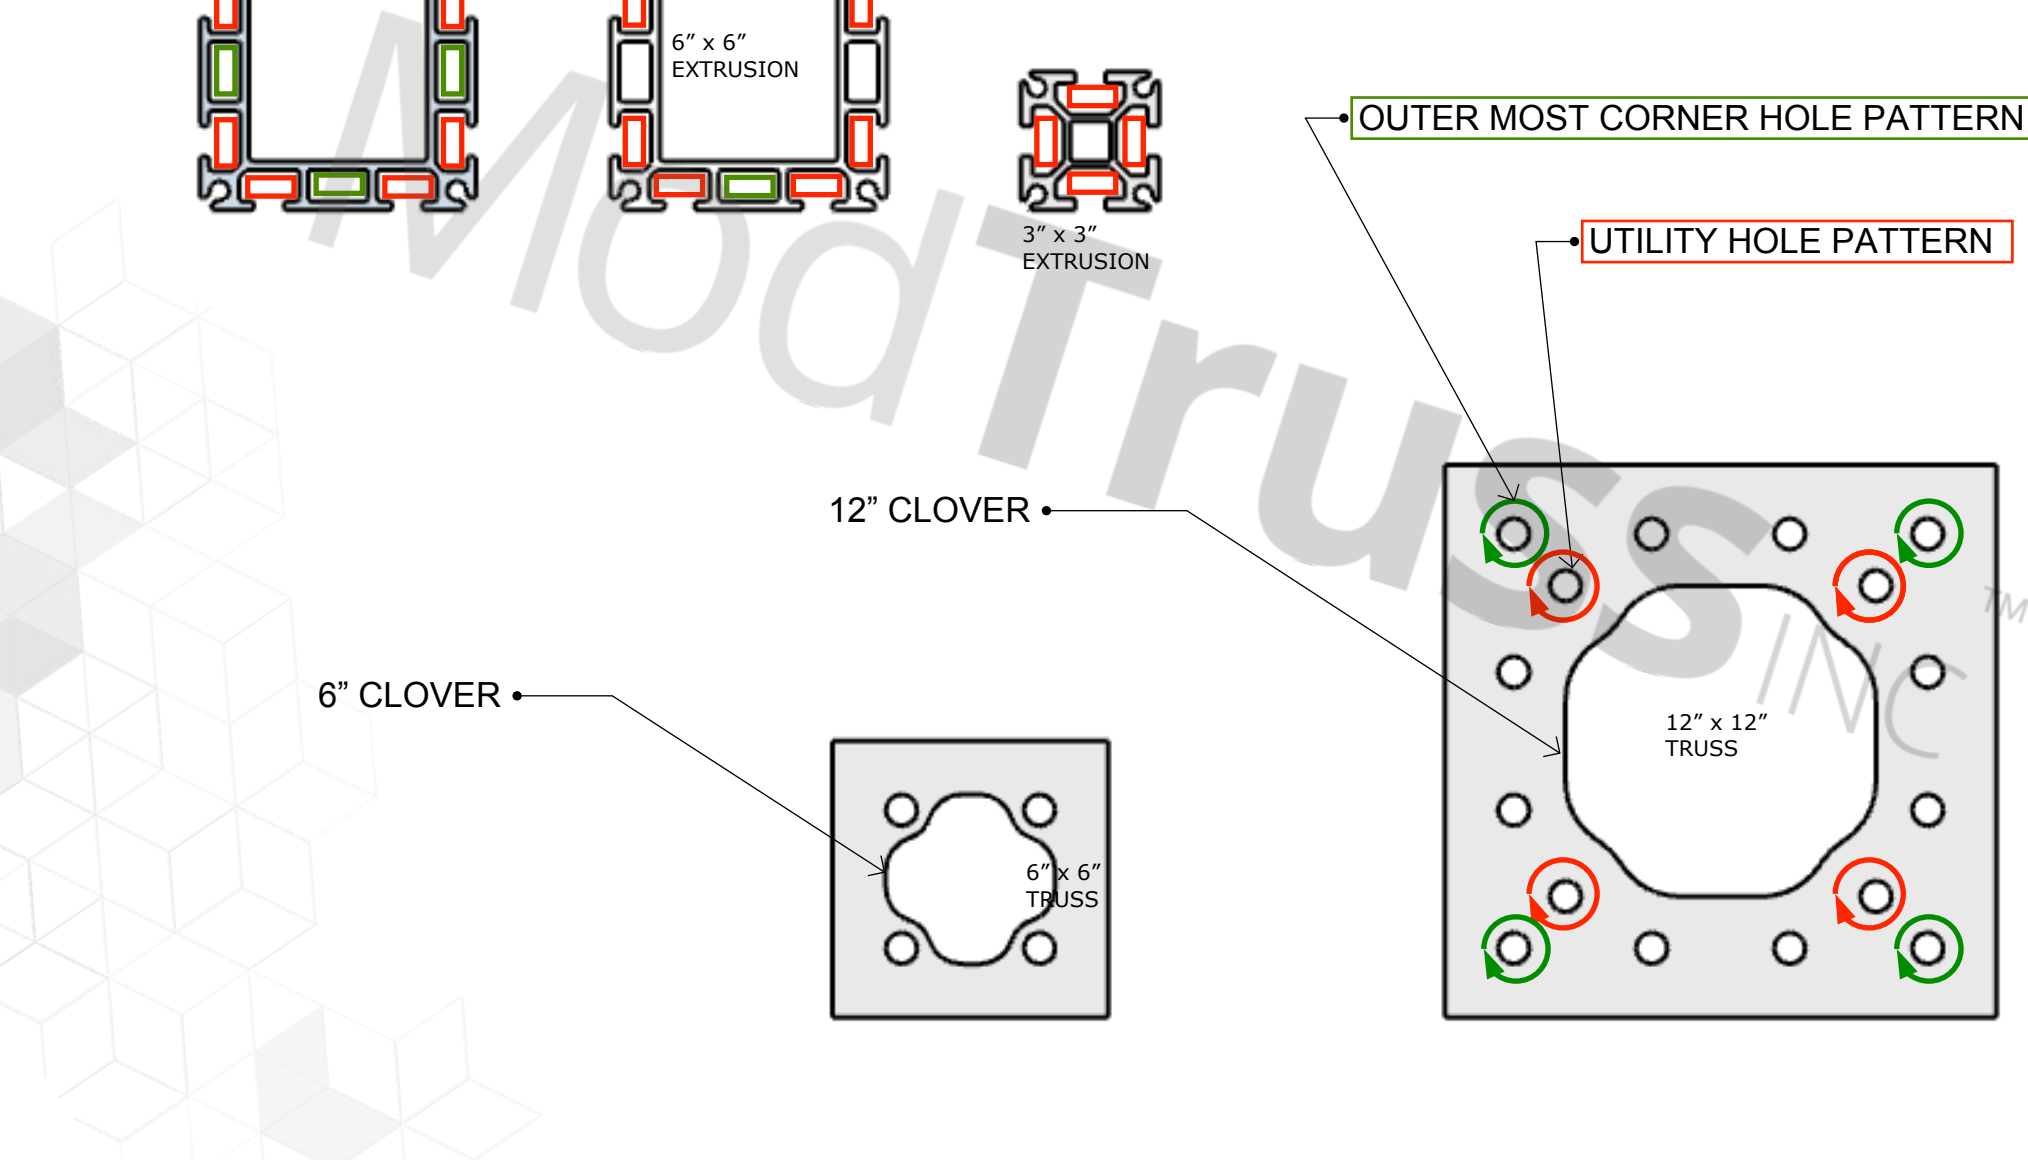 6” x 6”
EXTRUSION
OUTER MOST CORNER HOLE PATTERN
UTILITY HOLE PATTERN
3” x 3”
EXTRUSION
ModTruss INC ™
12” CLOVER
6” CLOVER
12” x 12”
TRUSS
6” x 6”
TRUSS